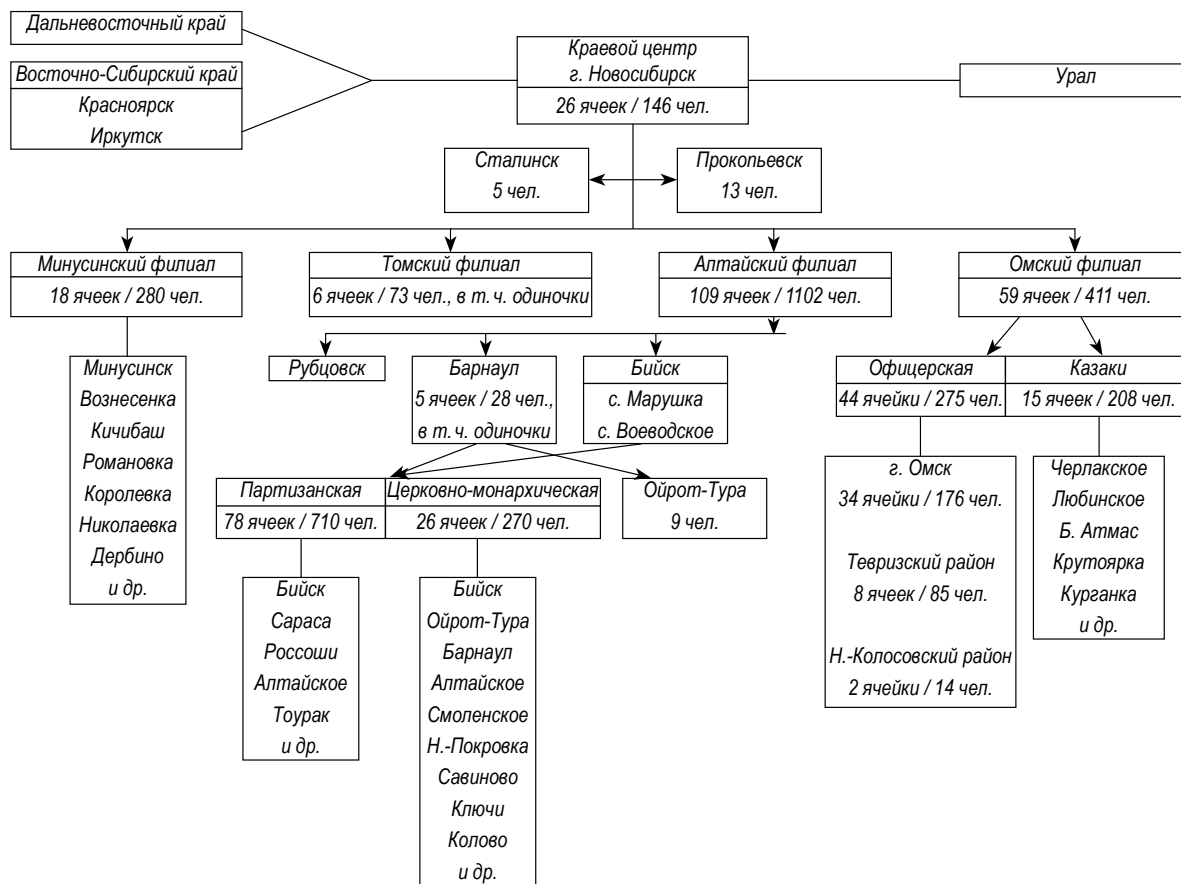 Дальневосточный край
Восточно-Сибирский край
Красноярск
Иркутск
Краевой центр
г. Новосибирск
26 ячеек / 146 чел.
Урал
Сталинск
5 чел.
Прокопьевск
13 чел.
Минусинский филиал
18 ячеек / 280 чел.
Томский филиал
6 ячеек / 73 чел., в т. ч. одиночки
Алтайский филиал
109 ячеек / 1102 чел.
Омский филиал
59 ячеек / 411 чел.
Минусинск
Вознесенка
Кичибаш
Романовка
Королевка
Николаевка
Дербино
и др.
Рубцовск
Барнаул
5 ячеек / 28 чел.,
в т. ч. одиночки
Бийск
с. Марушка
с. Воеводское
Офицерская
44 ячейки / 275 чел.
Казаки
15 ячеек / 208 чел.
Партизанская
78 ячеек / 710 чел.
Церковно-монархическая
26 ячеек / 270 чел.
Ойрот-Тура
9 чел.
г. Омск
34 ячейки / 176 чел.
Тевризский район
8 ячеек / 85 чел.
Н.-Колосовский район
2 ячейки / 14 чел.
Черлакское
Любинское
Б. Атмас
Крутоярка
Курганка
и др.
Бийск
Сараса
Россоши
Алтайское
Тоурак
и др.
Бийск
Ойрот-Тура
Барнаул
Алтайское
Смоленское
Н.-Покровка
Савиново
Ключи
Колово
и др.